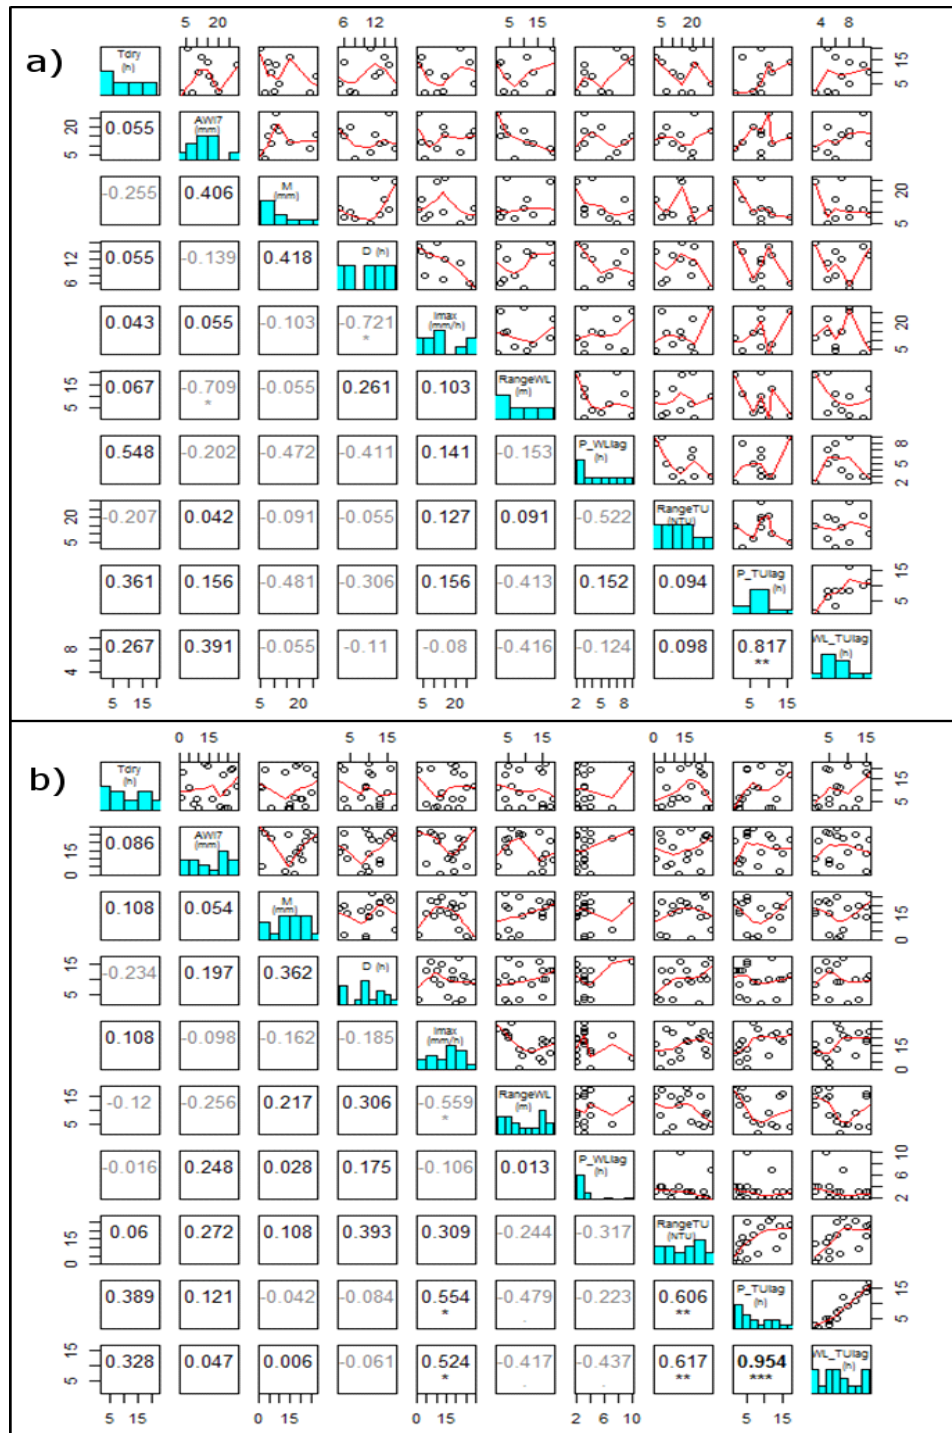 5 20 6 12 5 15 5 20 4 8
a) Tdry 5 15
(h)
0.055 AWI7 5 20
(mm)
-0.255 0.406 M 5 20
(mm)
0.055 -0.139 0.418 D (h) 6 12
0.043 0.055 -0.103 -0.721 Imax 5 20
* (mm/h)
0.067 -0.709 -0.055 0.261 0.103 RangeWL 5 15
* (m)
0.548 -0.202 -0.472 -0.411 0.141 -0.153 P_WLlag 2 5 8
(h)
-0.207 0.042 -0.091 -0.055 0.127 0.091 -0.522 RangeTU 5 20
(NTU)
0.361 0.156 -0.481 -0.306 0.156 -0.413 0.152 0.094 P_TUlag 5 15
(h)
0.267 0.391 -0.055 -0.11 -0.08 -0.416 -0.124 0.098 0.817 WL_TUlag 4 8
** (h)
5 15 5 20 5 20 2 5 8 5 15
0 15 5 15 5 15 0 15 5 15
b) Tdry 5 15
(h)
0.086 AWI7 0 15
(mm)
0.108 0.054 M 0 15
(mm)
-0.234 0.197 0.362 D (h) 5 15
0.108 -0.098 -0.162 -0.185 Imax 0 15
(mm/h)
-0.12 -0.256 0.217 0.306 -0.559 RangeWL 5 15
* (m)
-0.016 0.248 0.028 0.175 -0.106 0.013 P_WLlag 2 6 10
(h)
0.06 0.272 0.108 0.393 0.309 -0.244 -0.317 RangeTU 0 15
(NTU)
0.389 0.121 -0.042 -0.084 0.554 -0.479 -0.223 0.606 P_TUlag 5 15
* . ** (h)
0.328 0.047 0.006 -0.061 0.524 -0.417 -0.437 0.617 0.954 WL_TUlag 5 15
* . . ** *** (h)
5 15 0 15 0 15 2 6 10 5 15